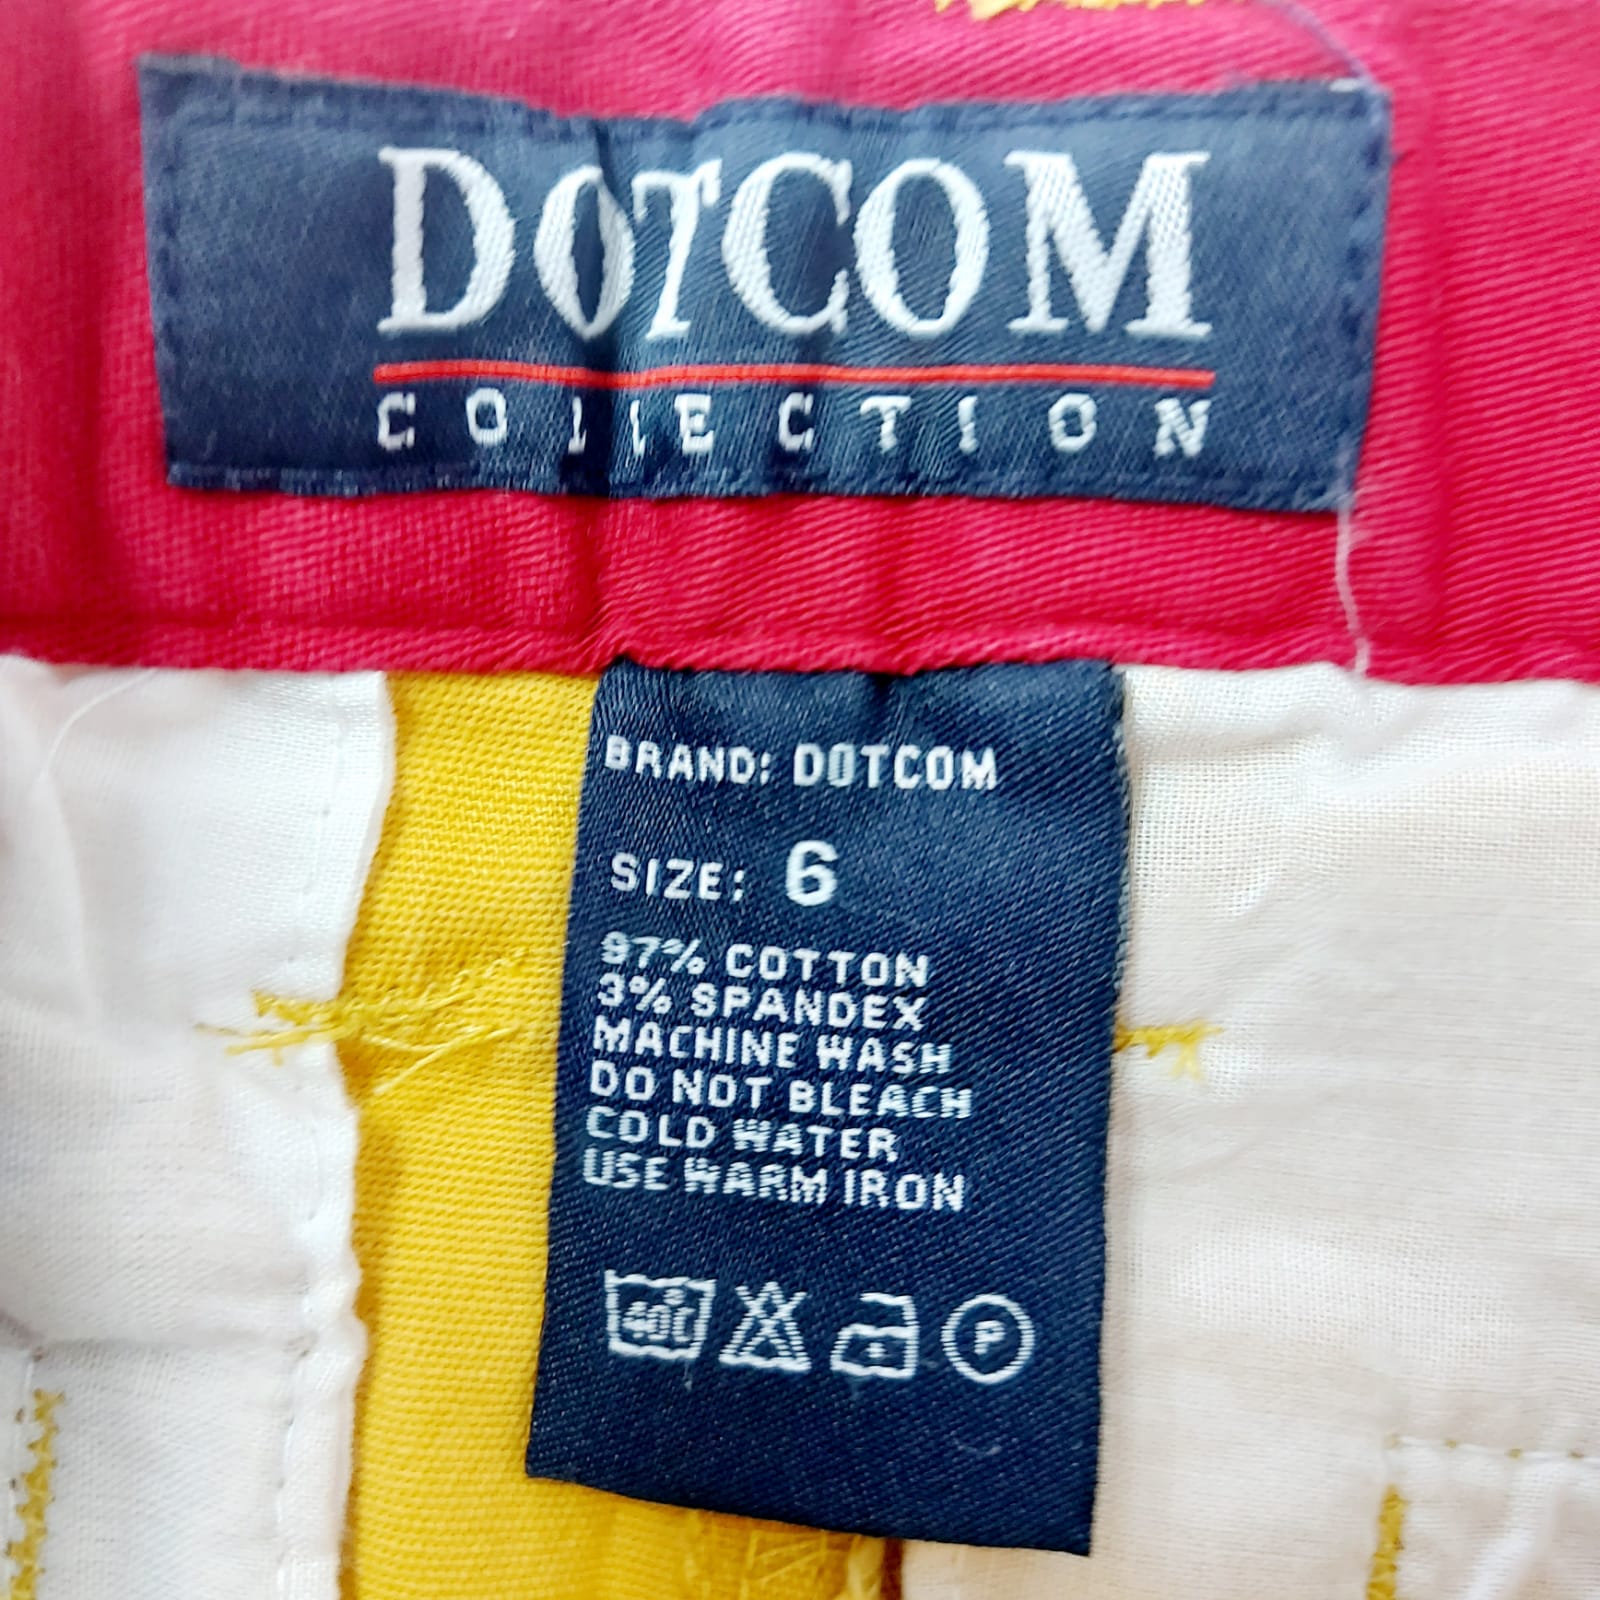 DOTCOM
COLLECTION
BRAND: DOTCOM
SIZE: 6
97% COTTON
3% SPANDEX
MACHINE WASH
DO NOT BLEACH
COLD WATER
USE WARM IRON
40C P